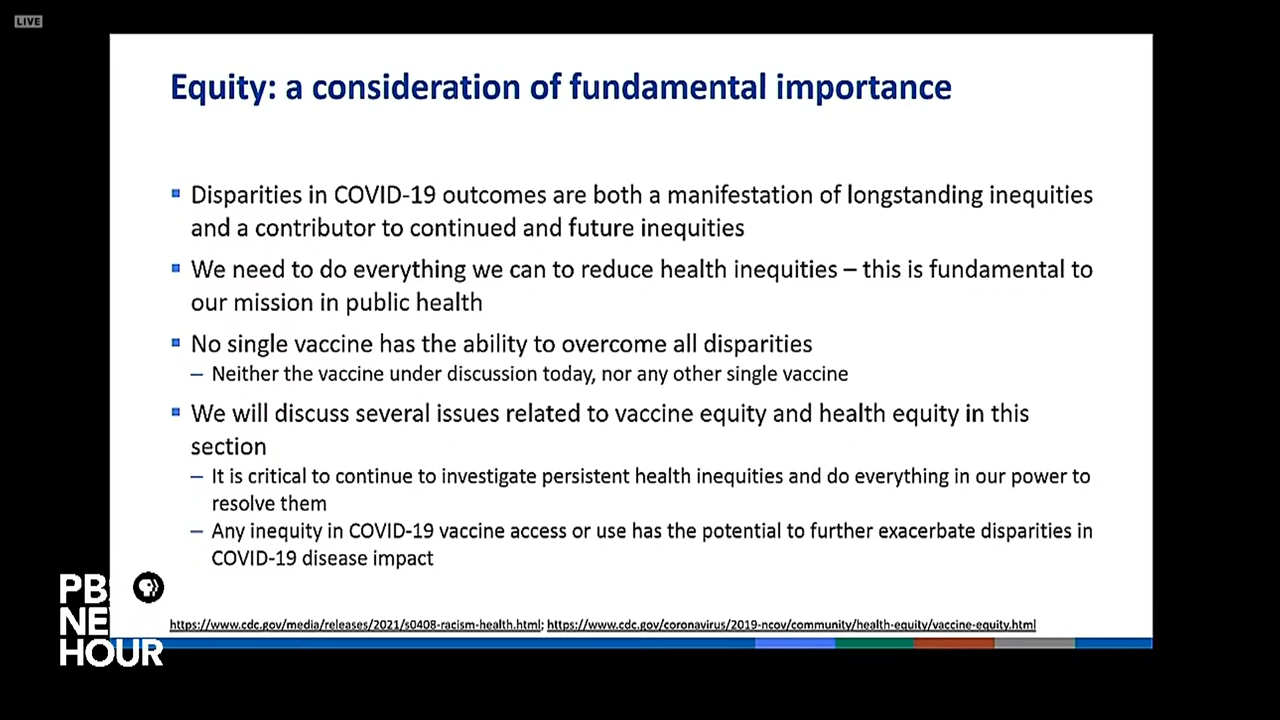 LIVE
Equity: a consideration of fundamental importance
Disparities in COVID-19 outcomes are both a manifestation of longstanding inequities
and a contributor to continued and future inequities
We need to do everything we can to reduce health inequities – this is fundamental to
our mission in public health
No single vaccine has the ability to overcome all disparities
– Neither the vaccine under discussion today, nor any other single vaccine
We will discuss several issues related to vaccine equity and health equity in this
section
– It is critical to continue to investigate persistent health inequities and do everything in our power to
resolve them
– Any inequity in COVID-19 vaccine access or use has the potential to further exacerbate disparities in
COVID-19 disease impact
https://www.cdc.gov/media/releases/2021/s0408-racism-health.html; https://www.cdc.gov/coronavirus/2019-ncov/community/health-equity/vaccine-equity.html
PB
NE
HOUR